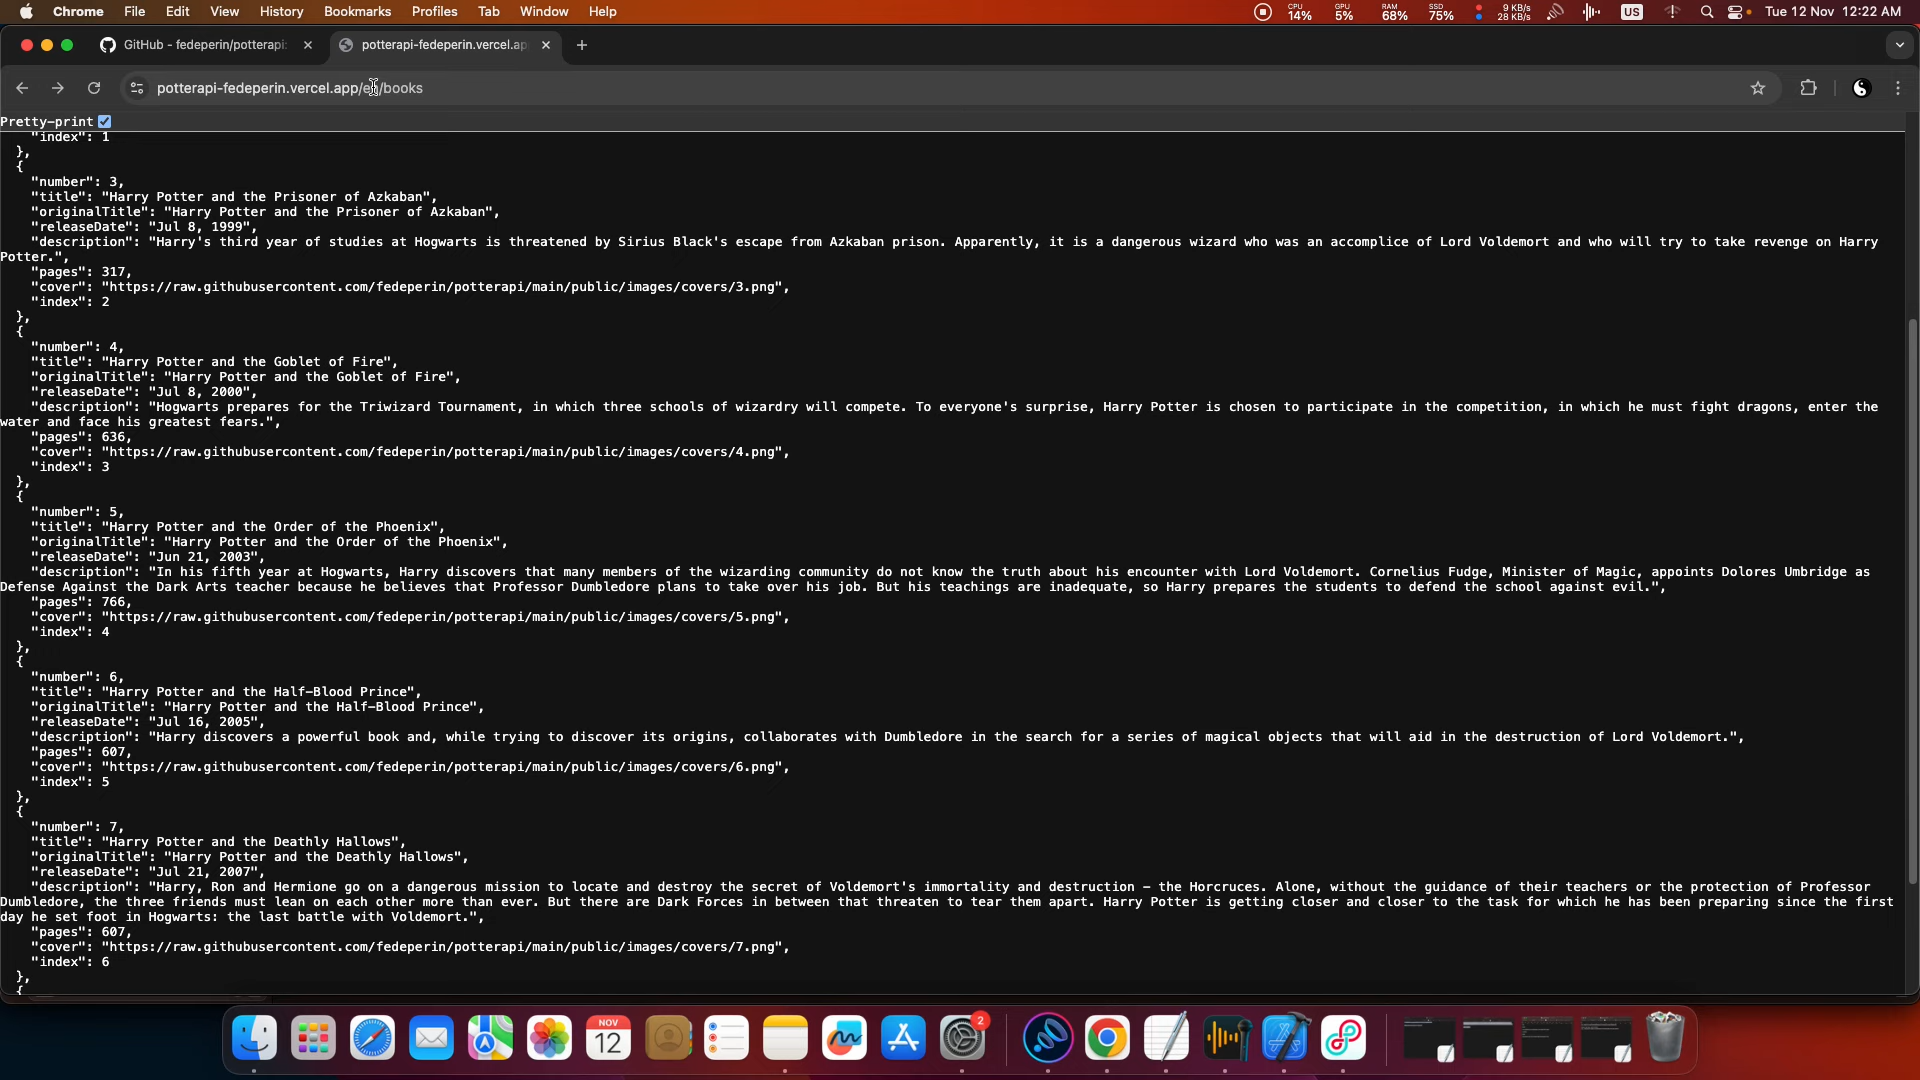 Chrome File Edit View History Bookmarks Profiles Tab Window Help
CPU 14% GPU 5% RAM 68% SSD 75% 9 KB/s 28 KB/s US Tue 12 Nov 12:22 AM
GitHub - fedeperin/potterapi: potterapi-fedeperin.vercel.ap
potterapi-fedeperin.vercel.app/en/books
Pretty-print
"index": 1
},
{
"number": 3,
"title": "Harry Potter and the Prisoner of Azkaban",
"originalTitle": "Harry Potter and the Prisoner of Azkaban",
"releaseDate": "Jul 8, 1999",
"description": "Harry's third year of studies at Hogwarts is threatened by Sirius Black's escape from Azkaban prison. Apparently, it is a dangerous wizard who was an accomplice of Lord Voldemort and who will try to take revenge on Harry
Potter.",
"pages": 317,
"cover": "https://raw.githubusercontent.com/fedeperin/potterapi/main/public/images/covers/3.png",
"index": 2
},
{
"number": 4,
"title": "Harry Potter and the Goblet of Fire",
"originalTitle": "Harry Potter and the Goblet of Fire",
"releaseDate": "Jul 8, 2000",
"description": "Hogwarts prepares for the Triwizard Tournament, in which three schools of wizardry will compete. To everyone's surprise, Harry Potter is chosen to participate in the competition, in which he must fight dragons, enter the
water and face his greatest fears.",
"pages": 636,
"cover": "https://raw.githubusercontent.com/fedeperin/potterapi/main/public/images/covers/4.png",
"index": 3
},
{
"number": 5,
"title": "Harry Potter and the Order of the Phoenix",
"originalTitle": "Harry Potter and the Order of the Phoenix",
"releaseDate": "Jun 21, 2003",
"description": "In his fifth year at Hogwarts, Harry discovers that many members of the wizarding community do not know the truth about his encounter with Lord Voldemort. Cornelius Fudge, Minister of Magic, appoints Dolores Umbridge as
Defense Against the Dark Arts teacher because he believes that Professor Dumbledore plans to take over his job. But his teachings are inadequate, so Harry prepares the students to defend the school against evil.",
"pages": 766,
"cover": "https://raw.githubusercontent.com/fedeperin/potterapi/main/public/images/covers/5.png",
"index": 4
},
{
"number": 6,
"title": "Harry Potter and the Half-Blood Prince",
"originalTitle": "Harry Potter and the Half-Blood Prince",
"releaseDate": "Jul 16, 2005",
"description": "Harry discovers a powerful book and, while trying to discover its origins, collaborates with Dumbledore in the search for a series of magical objects that will aid in the destruction of Lord Voldemort.",
"pages": 607,
"cover": "https://raw.githubusercontent.com/fedeperin/potterapi/main/public/images/covers/6.png",
"index": 5
},
{
"number": 7,
"title": "Harry Potter and the Deathly Hallows",
"originalTitle": "Harry Potter and the Deathly Hallows",
"releaseDate": "Jul 21, 2007",
"description": "Harry, Ron and Hermione go on a dangerous mission to locate and destroy the secret of Voldemort's immortality and destruction – the Horcruces. Alone, without the guidance of their teachers or the protection of Professor
Dumbledore, the three friends must lean on each other more than ever. But there are Dark Forces in between that threaten to tear them apart. Harry Potter is getting closer and closer to the task for which he has been preparing since the first
day he set foot in Hogwarts: the last battle with Voldemort.",
"pages": 607,
"cover": "https://raw.githubusercontent.com/fedeperin/potterapi/main/public/images/covers/7.png",
"index": 6
},
{
NOV
12
2